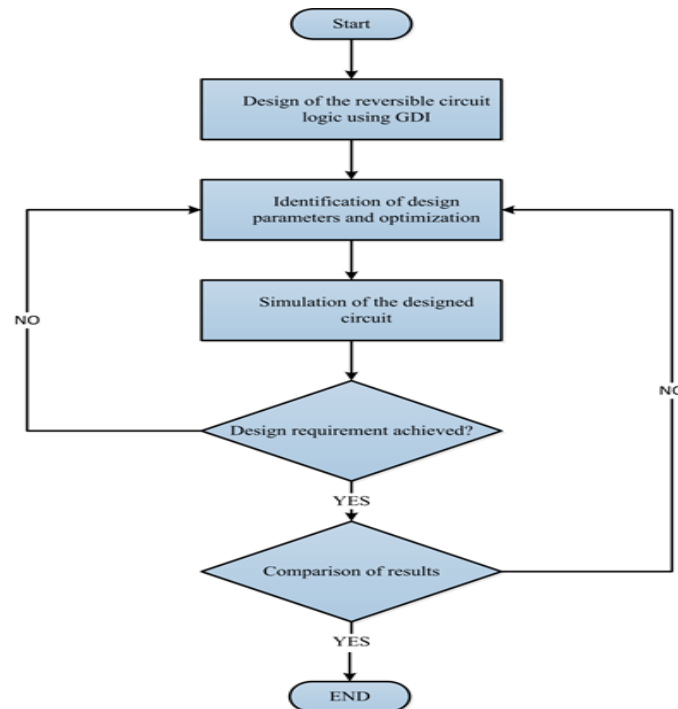 Start
Design of the reversible circuit
logic using GDI
Identification of design
parameters and optimization
Simulation of the designed
circuit
NO
NO
Design requirement achieved?
YES
Comparison of results
YES
END